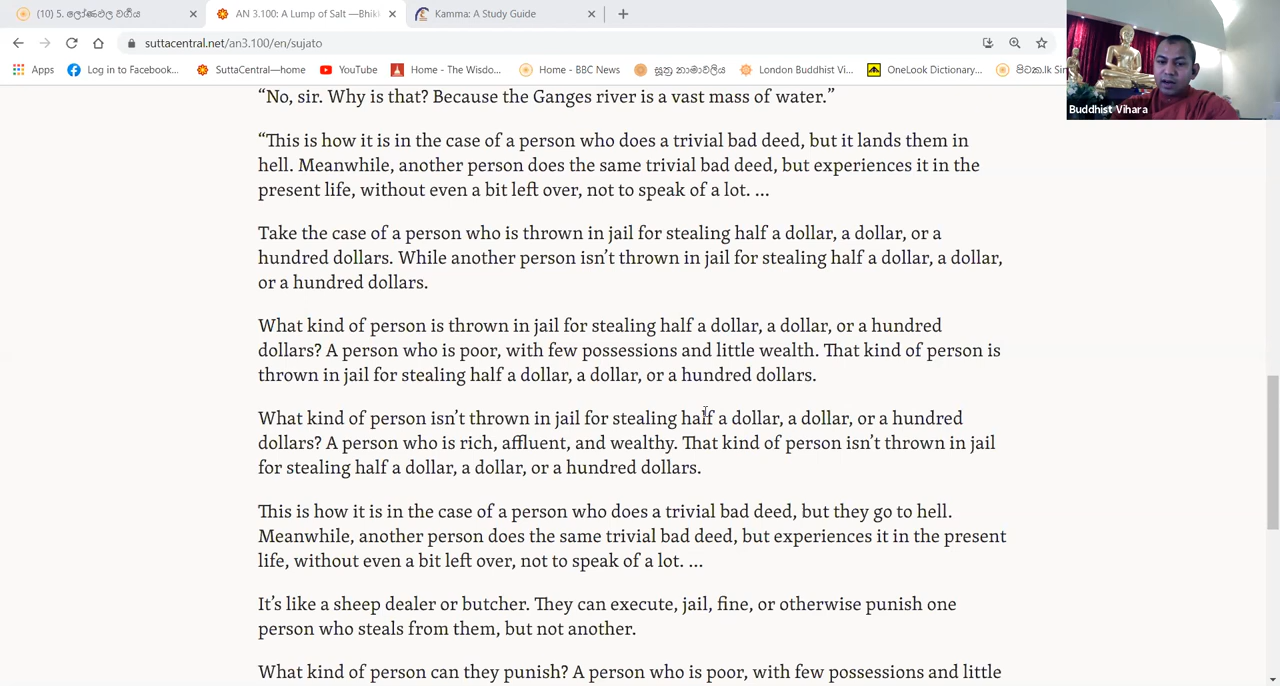 (10) 5. ලෝණඵල වර්ගය
AN 3.100: A Lump of Salt —Bhikk
Kamma: A Study Guide
suttacentral.net/an3.100/en/sujato
Apps
Log in to Facebook...
SuttaCentral—home
YouTube
Home - The Wisdo...
Home - BBC News
සූත්‍ර නාමාවලිය
London Buddhist Vi...
OneLook Dictionary...
පිටක.lk Sin
Buddhist Vihara
“No, sir. Why is that? Because the Ganges river is a vast mass of water.”
“This is how it is in the case of a person who does a trivial bad deed, but it lands them in
hell. Meanwhile, another person does the same trivial bad deed, but experiences it in the
present life, without even a bit left over, not to speak of a lot. …
Take the case of a person who is thrown in jail for stealing half a dollar, a dollar, or a
hundred dollars. While another person isn’t thrown in jail for stealing half a dollar, a dollar,
or a hundred dollars.
What kind of person is thrown in jail for stealing half a dollar, a dollar, or a hundred
dollars? A person who is poor, with few possessions and little wealth. That kind of person is
thrown in jail for stealing half a dollar, a dollar, or a hundred dollars.
What kind of person isn’t thrown in jail for stealing half a dollar, a dollar, or a hundred
dollars? A person who is rich, affluent, and wealthy. That kind of person isn’t thrown in jail
for stealing half a dollar, a dollar, or a hundred dollars.
This is how it is in the case of a person who does a trivial bad deed, but they go to hell.
Meanwhile, another person does the same trivial bad deed, but experiences it in the present
life, without even a bit left over, not to speak of a lot. …
It’s like a sheep dealer or butcher. They can execute, jail, fine, or otherwise punish one
person who steals from them, but not another.
What kind of person can they punish? A person who is poor, with few possessions and little